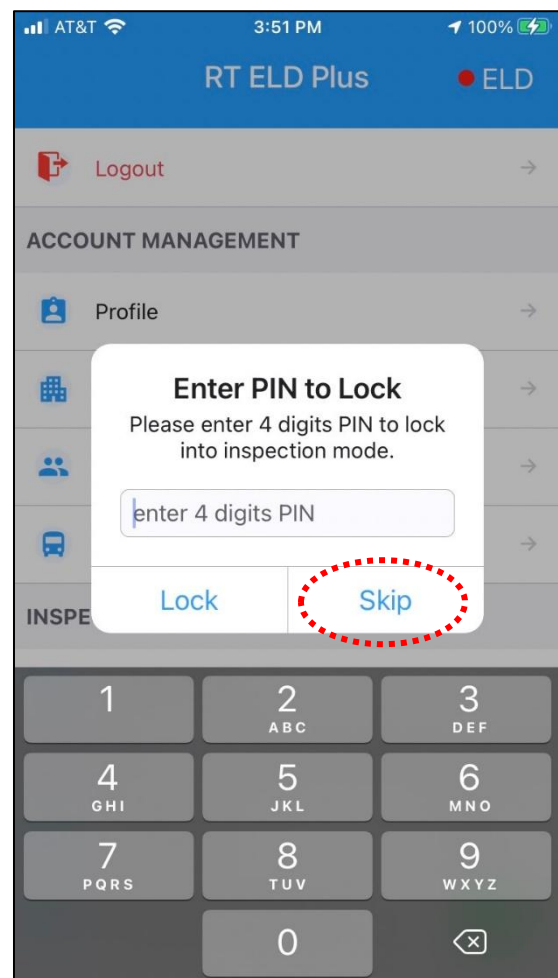 AT&T 3:51 PM 100%
RT ELD Plus ELD
Logout
ACCOUNT MANAGEMENT
Profile
Enter PIN to Lock
Please enter 4 digits PIN to lock
into inspection mode.
enter 4 digits PIN
Lock Skip
INSPE
1 2 3
ABC DEF
4 5 6
GHI JKL MNO
7 8 9
PQRS TUV WXYZ
0